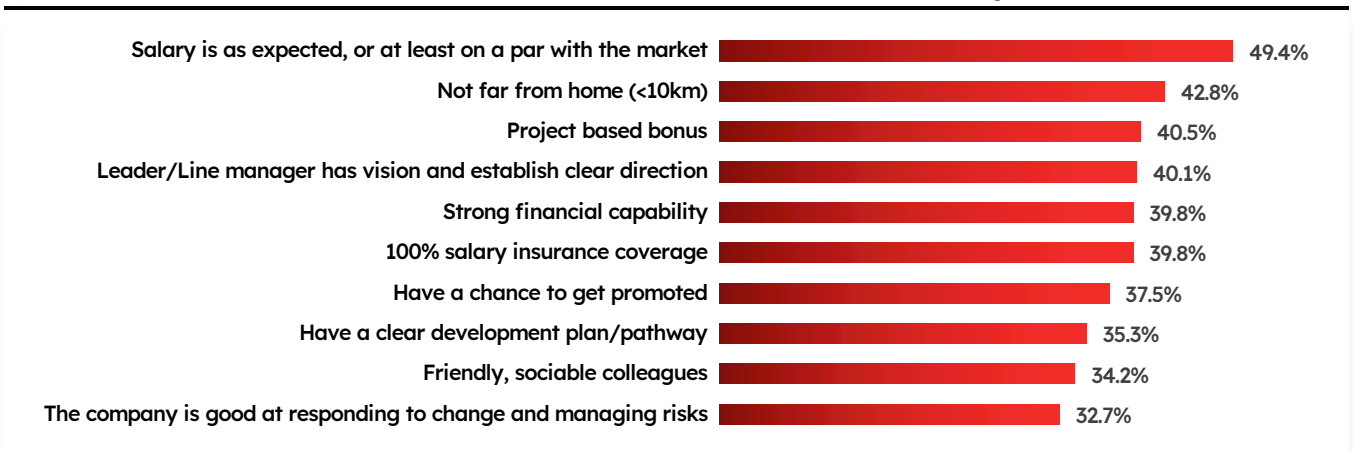 Salary is as expected, or at least on a par with the market 49.4%
Not far from home (<10km) 42.8%
Project based bonus 40.5%
Leader/Line manager has vision and establish clear direction 40.1%
Strong financial capability 39.8%
100% salary insurance coverage 39.8%
Have a chance to get promoted 37.5%
Have a clear development plan/pathway 35.3%
Friendly, sociable colleagues 34.2%
The company is good at responding to change and managing risks 32.7%